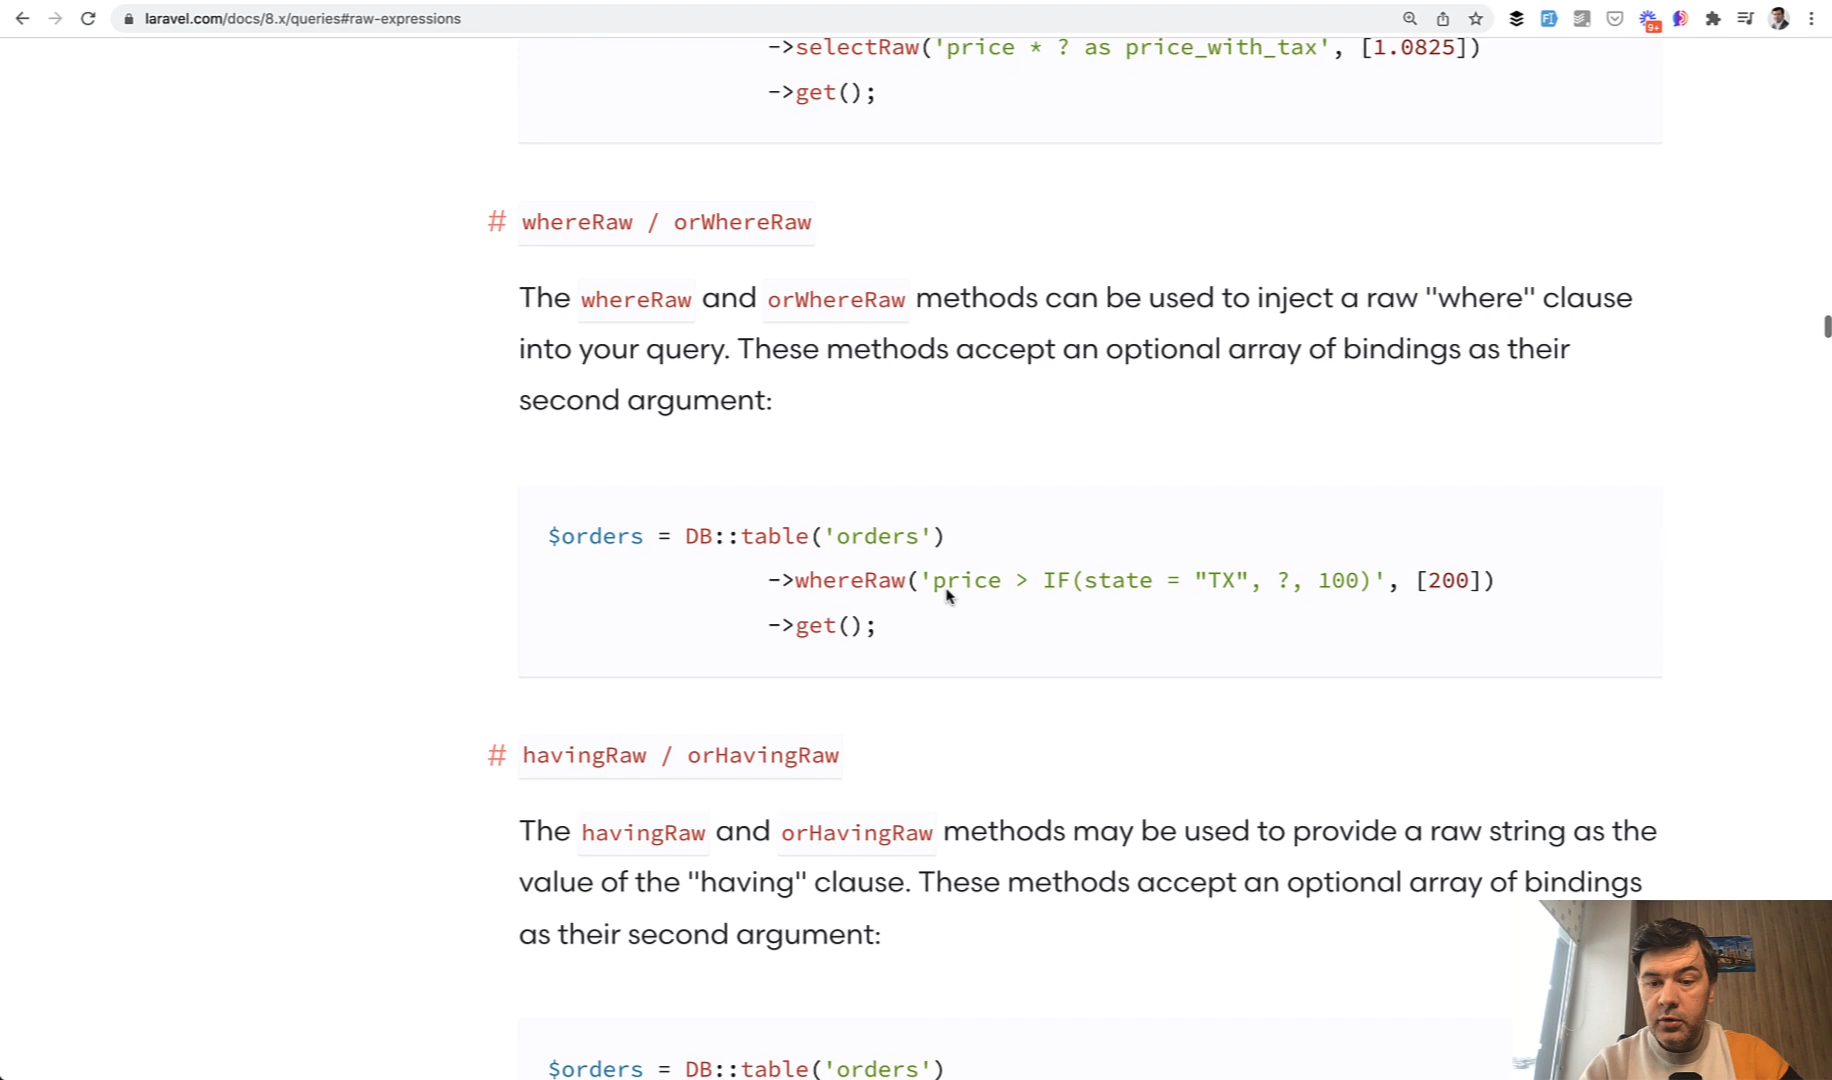 laravel.com/docs/8.x/queries#raw-expressions
9+
->selectRaw('price * ? as price_with_tax', [1.0825])
->get();
# whereRaw / orWhereRaw
The whereRaw and orWhereRaw methods can be used to inject a raw "where" clause
into your query. These methods accept an optional array of bindings as their
second argument:
$orders = DB::table('orders')
->whereRaw('price > IF(state = "TX", ?, 100)', [200])
->get();
# havingRaw / orHavingRaw
The havingRaw and orHavingRaw methods may be used to provide a raw string as the
value of the "having" clause. These methods accept an optional array of bindings
as their second argument:
$orders = DB::table('orders')